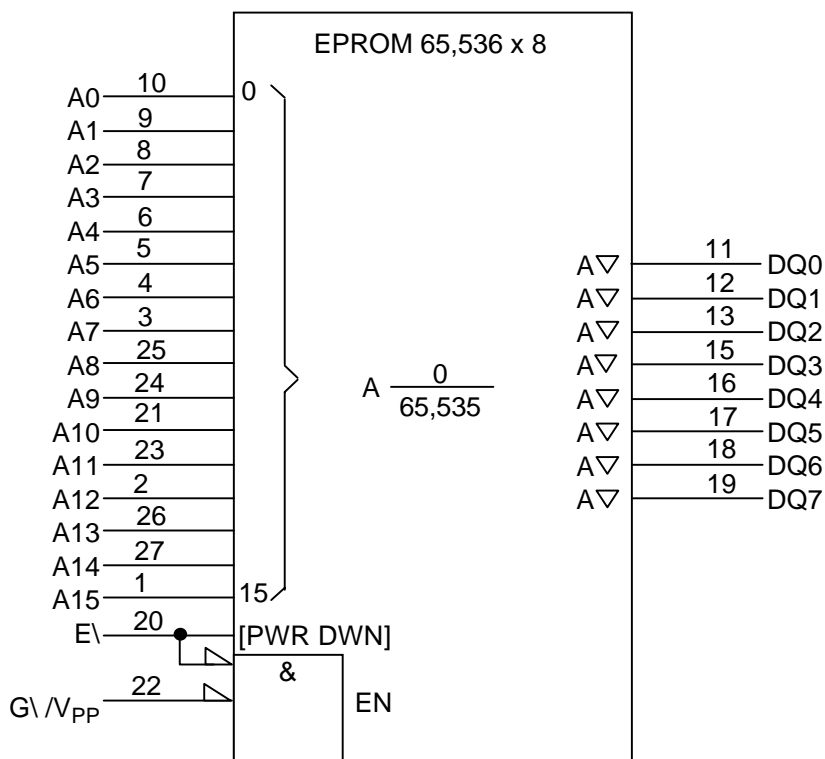 EPROM 65,536 x 8
A0 10 0
A1 9
A2 8
A3 7
A4 6
A5 5
A6 4
A7 3
A8 25
A9 24
A10 21
A11 23
A12 2
A13 26
A14 27
A15 1 15
E\ 20 [PWR DWN]
&
G\ /VPP 22 EN
A 0
65,535
A▽ 11 DQ0
A▽ 12 DQ1
A▽ 13 DQ2
A▽ 15 DQ3
A▽ 16 DQ4
A▽ 17 DQ5
A▽ 18 DQ6
A▽ 19 DQ7